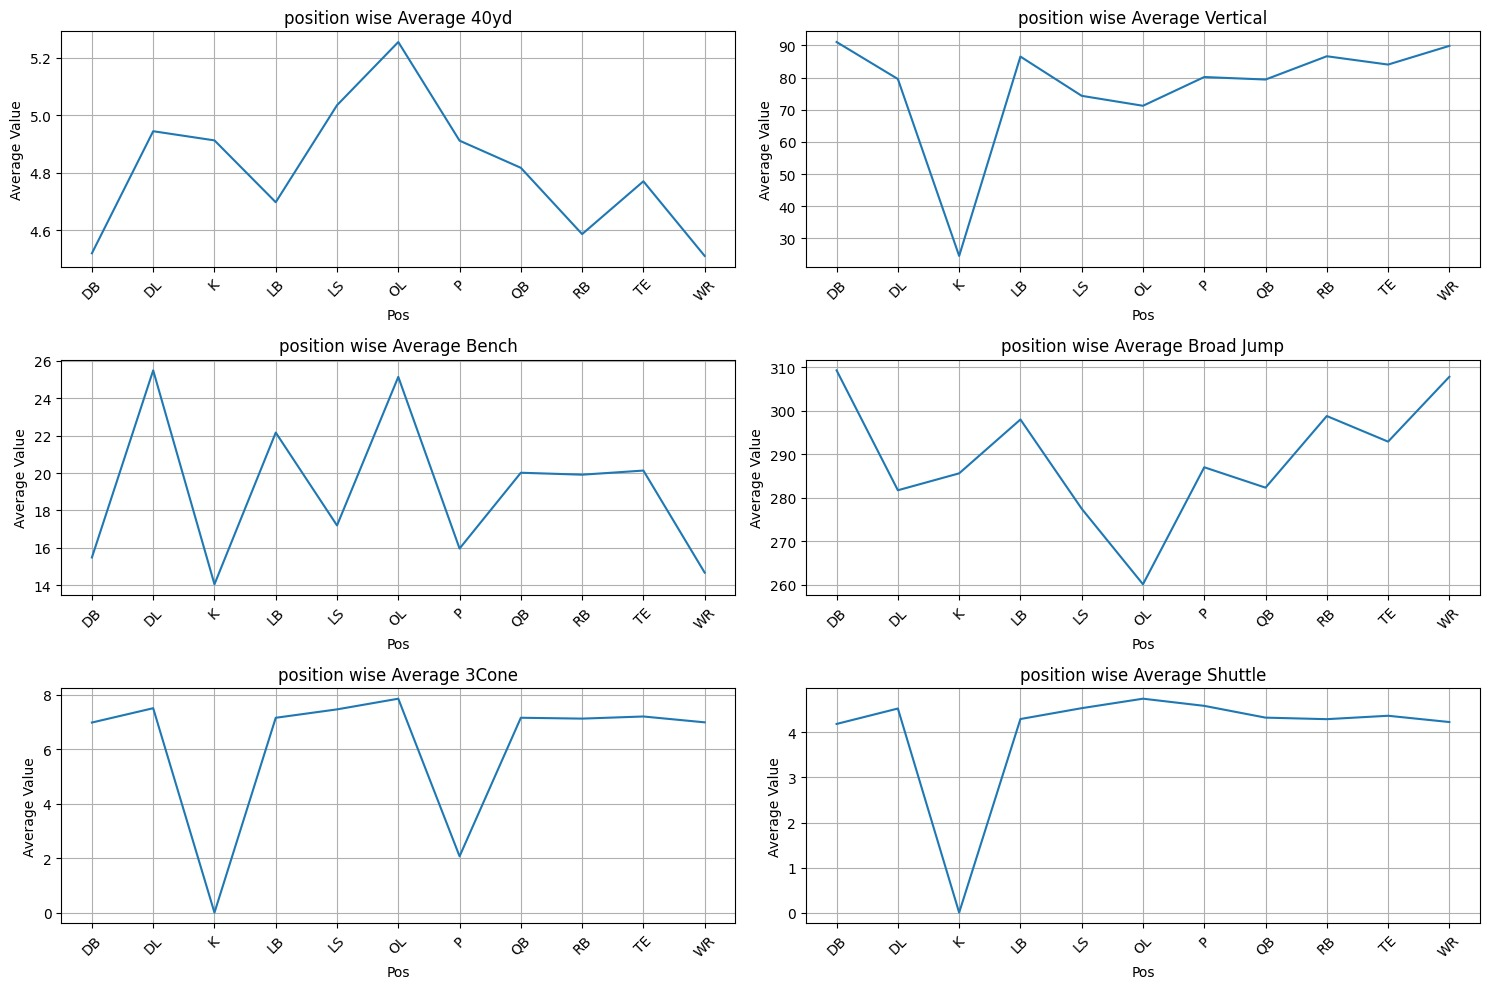 position wise Average 40yd
Average Value
5.2
5.0
4.8
4.6
DB DL K LB LS OL P QB RB TE WR
Pos
position wise Average Vertical
Average Value
90
80
70
60
50
40
30
DB DL K LB LS OL P QB RB TE WR
Pos
position wise Average Bench
Average Value
26
24
22
20
18
16
14
DB DL K LB LS OL P QB RB TE WR
Pos
position wise Average Broad Jump
Average Value
310
300
290
280
270
260
DB DL K LB LS OL P QB RB TE WR
Pos
position wise Average 3Cone
Average Value
8
6
4
2
0
DB DL K LB LS OL P QB RB TE WR
Pos
position wise Average Shuttle
Average Value
4
3
2
1
0
DB DL K LB LS OL P QB RB TE WR
Pos